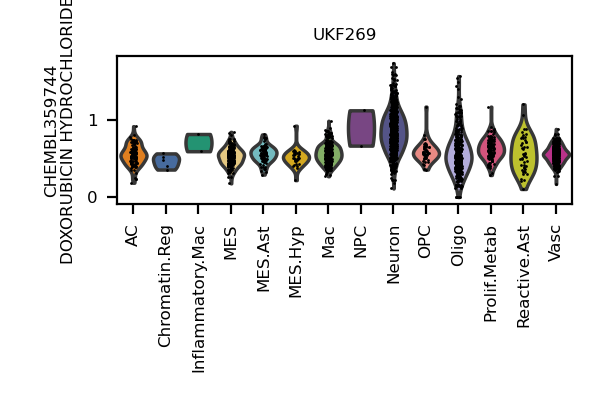 UKF269
CHEMBL359744
DOXORUBICIN HYDROCHLORIDE
1
0
AC
Chromatin.Reg
Inflammatory.Mac
MES
MES.Ast
MES.Hyp
Mac
NPC
Neuron
OPC
Oligo
Prolif.Metab
Reactive.Ast
Vasc